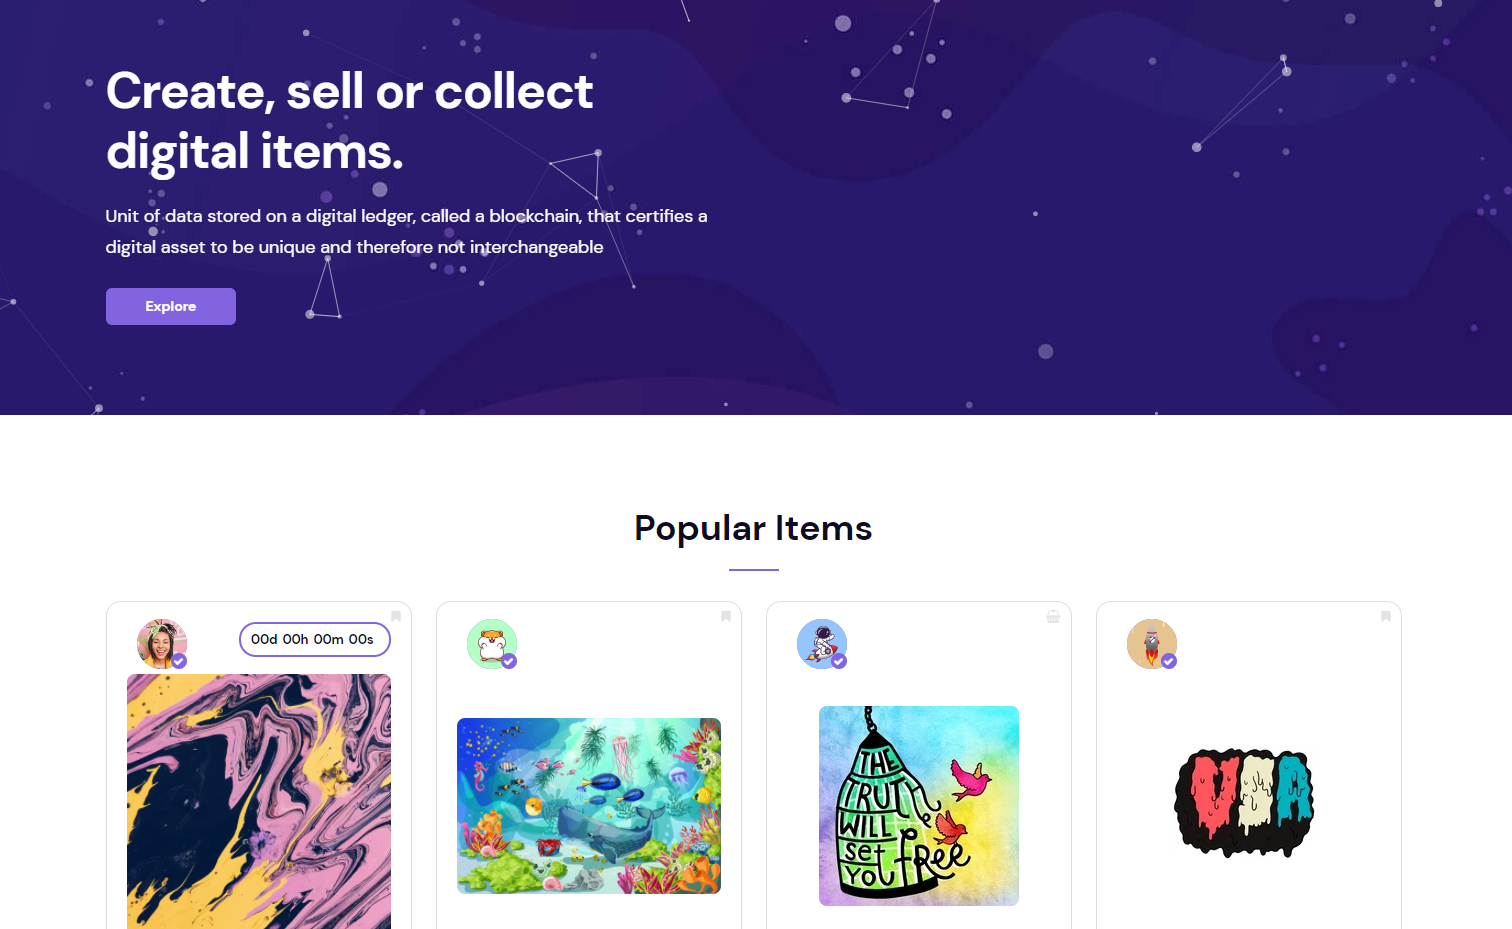 Create, sell or collect
digital items.
Unit of data stored on a digital ledger, called a blockchain, that certifies a
digital asset to be unique and therefore not interchangeable
Explore
Popular Items
00d 00h 00m 00s
THE
TRUTH
WILL
set
YOU
free